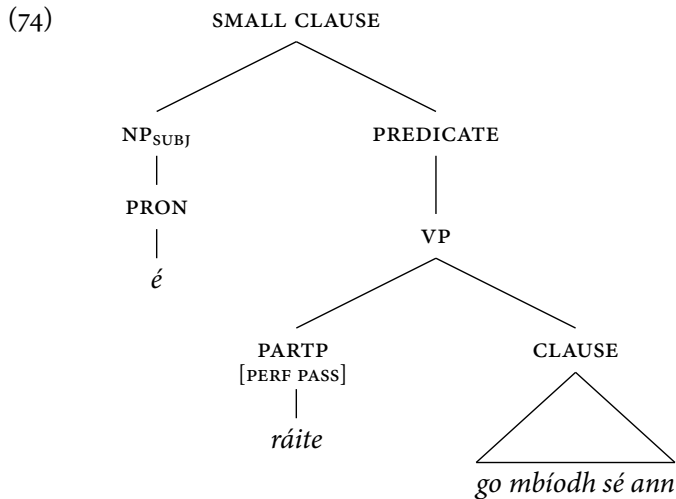 (74)
SMALL CLAUSE
NPSUBJ PREDICATE
PRON
VP
é
PARTP CLAUSE
[PERF PASS]
ráite
go mbíodh sé ann